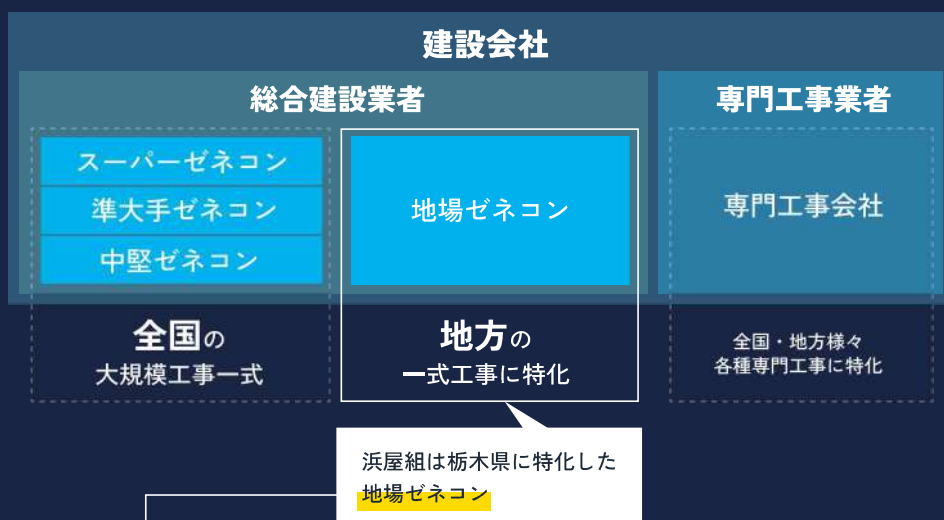 建設会社
総合建設業者
専門工事業者
スーパーゼネコン
準大手ゼネコン
中堅ゼネコン
地場ゼネコン
専門工事会社
全国の
大規模工事一式
地方の
一式工事に特化
全国・地方様々
各種専門工事に特化
浜屋組は栃木県に特化した
地場ゼネコン